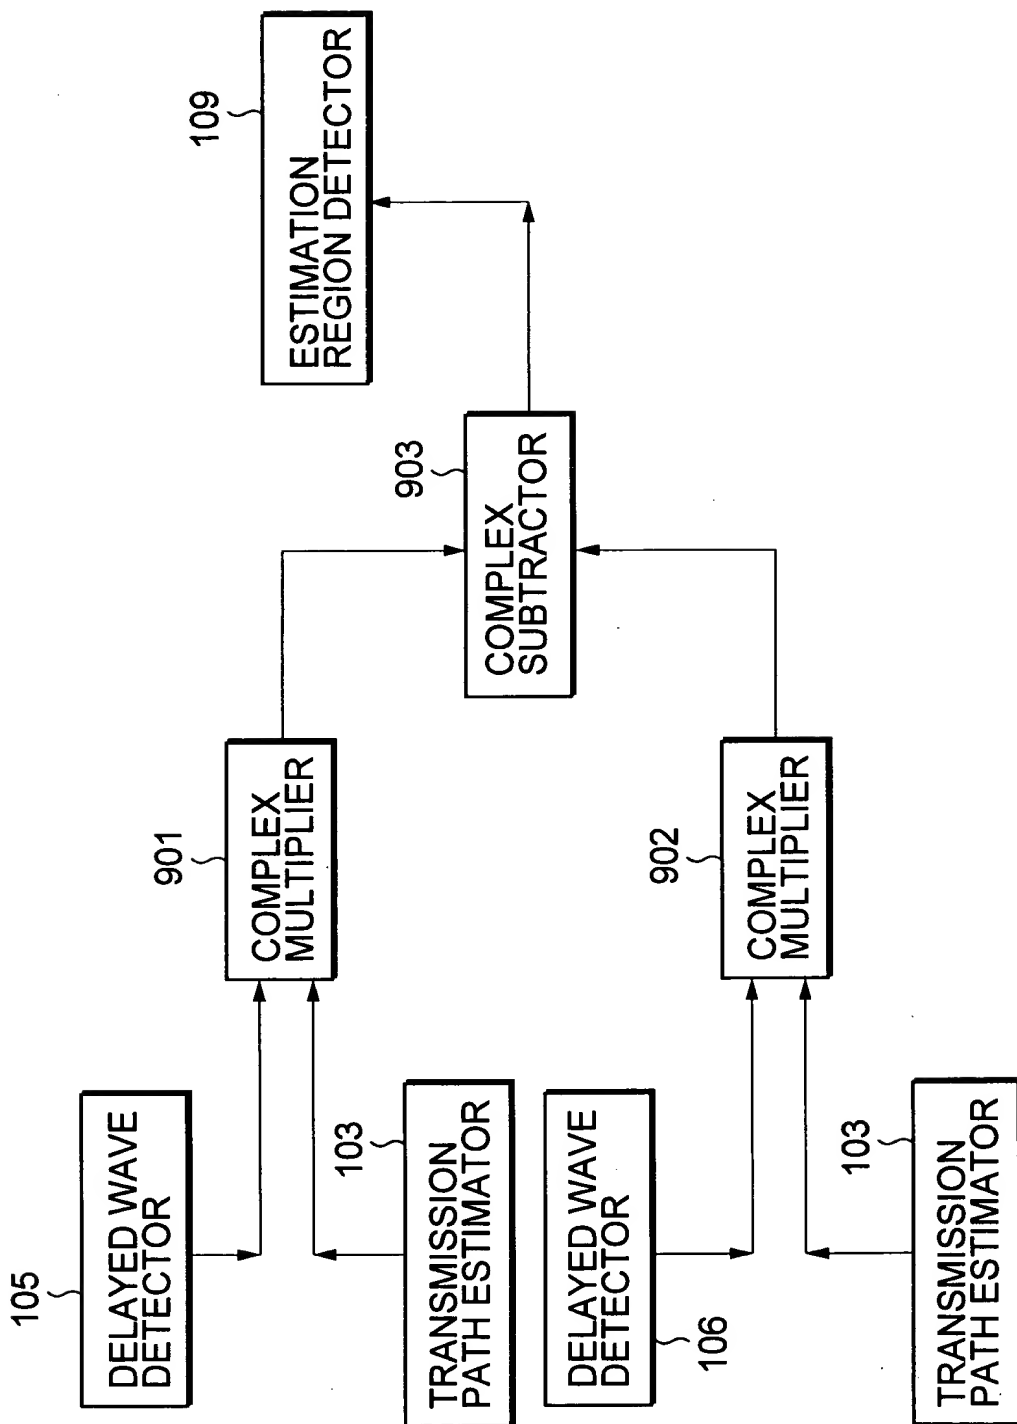 105
DELAYED WAVE
DETECTOR
103
TRANSMISSION
PATH ESTIMATOR
901
COMPLEX
MULTIPLIER
106
DELAYED WAVE
DETECTOR
103
TRANSMISSION
PATH ESTIMATOR
902
COMPLEX
MULTIPLIER
903
COMPLEX
SUBTRACTOR
109
ESTIMATION
REGION DETECTOR